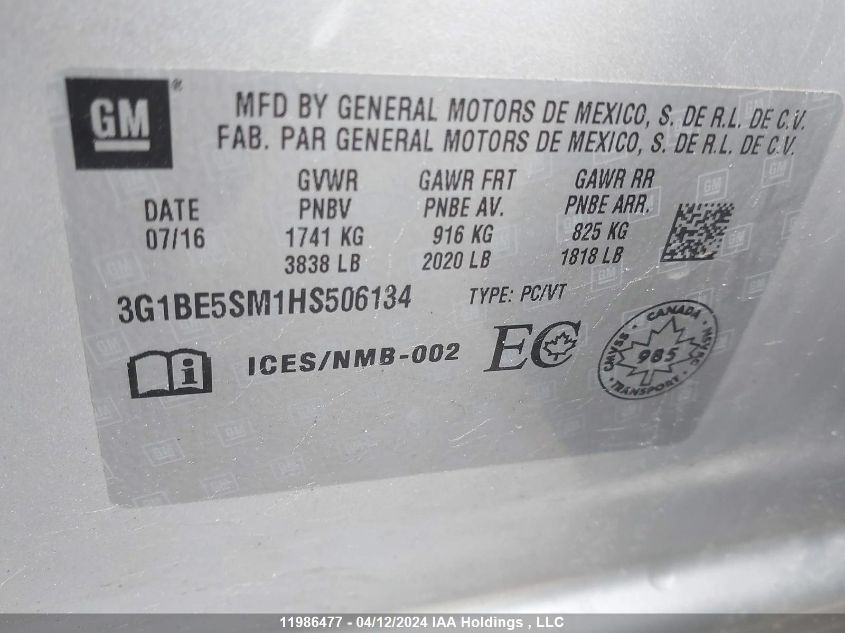 GM®
MFD BY GENERAL MOTORS DE MEXICO, S. DE R.L. DE C.V.
FAB. PAR GENERAL MOTORS DE MEXICO, S. DE R.L. DE C.V.
GVWR GAWR FRT GAWR RR
DATE PNBV PNBE AV. PNBE ARR.
07/16 1741 KG 916 KG 825 KG
3838 LB 2020 LB 1818 LB
3G1BE5SM1HS506134 TYPE: PC/VT
i ICES/NMB-002 EC
CANADA
CMVSS 985 NSVAC
TRANSPORT
11986477 - 04/12/2024 IAA Holdings , LLC